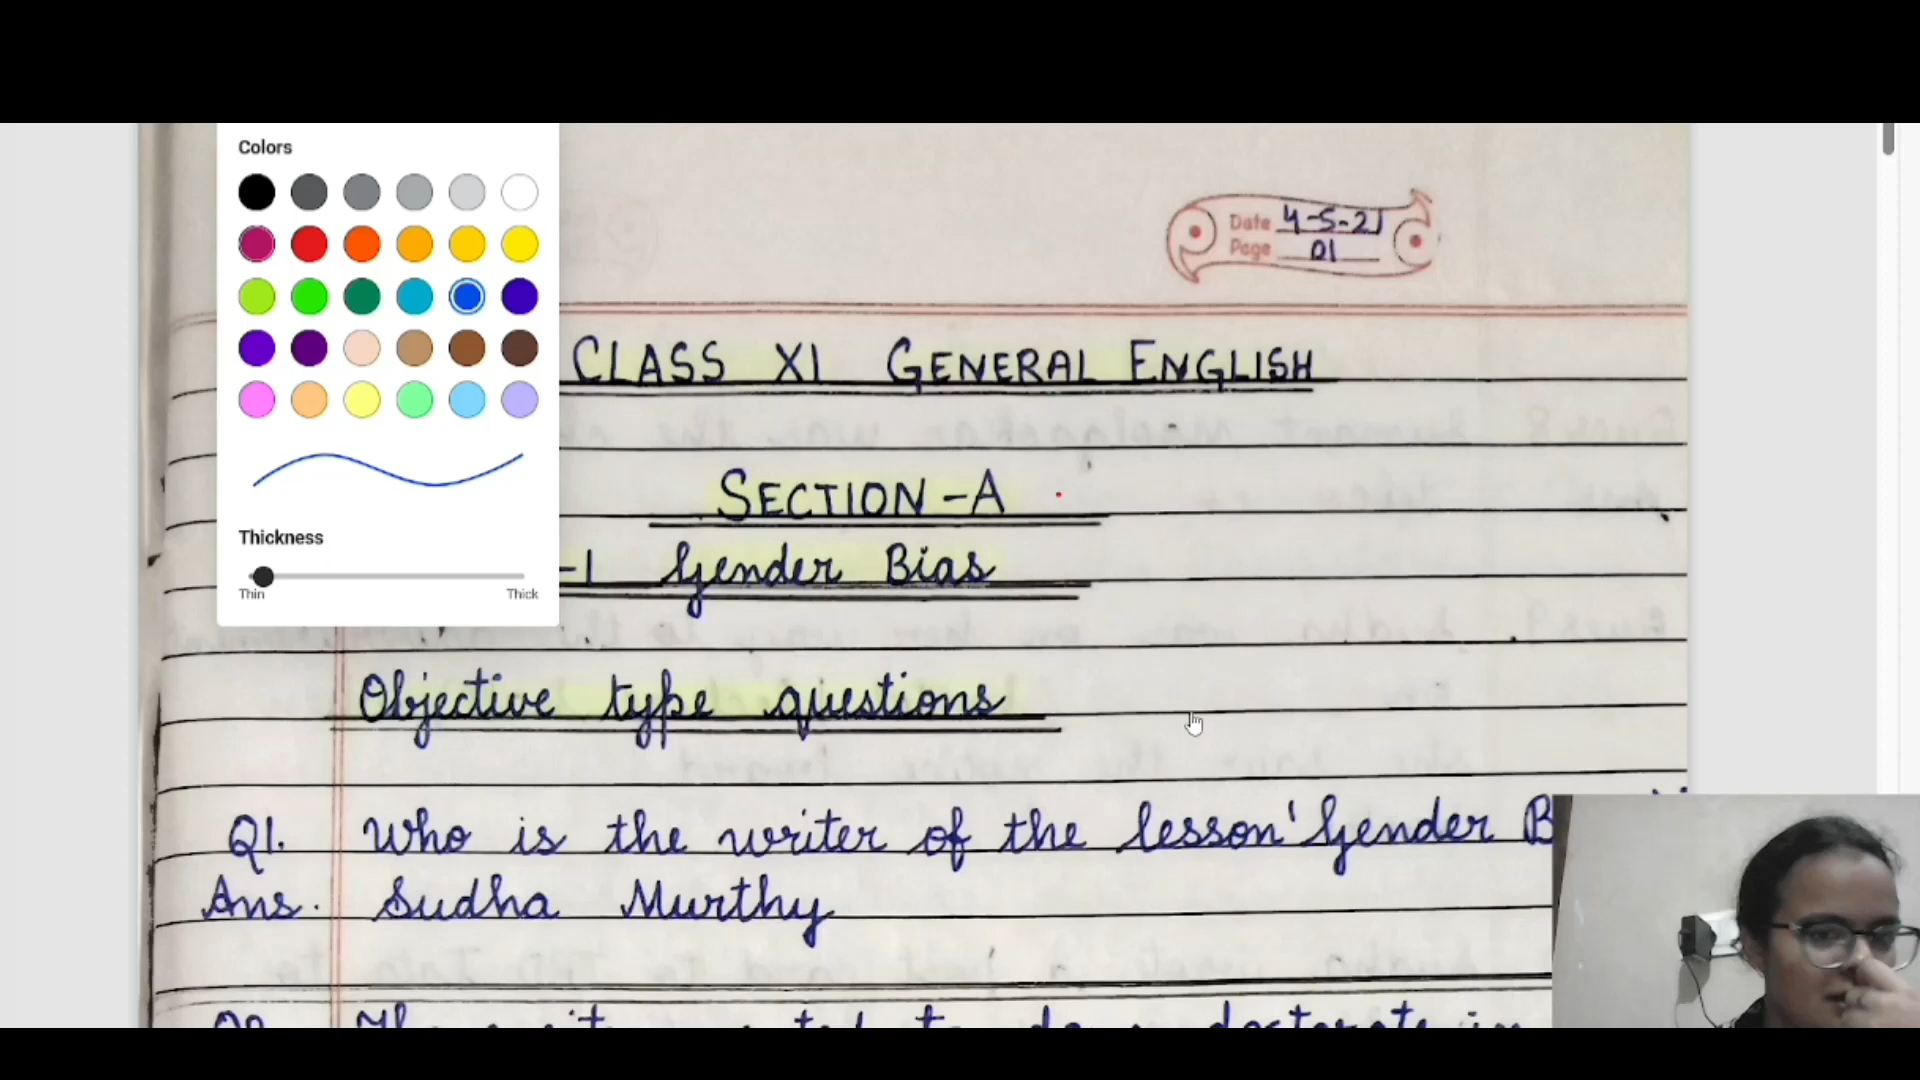 Colors
Thickness
Thin Thick
Date 4-5-21
Page 01
CLASS XI GENERAL ENGLISH
SECTION-A
-1 Gender Bias
Objective type questions
Q1. Who is the writer of the lesson 'Gender B
Ans. Sudha Murthy